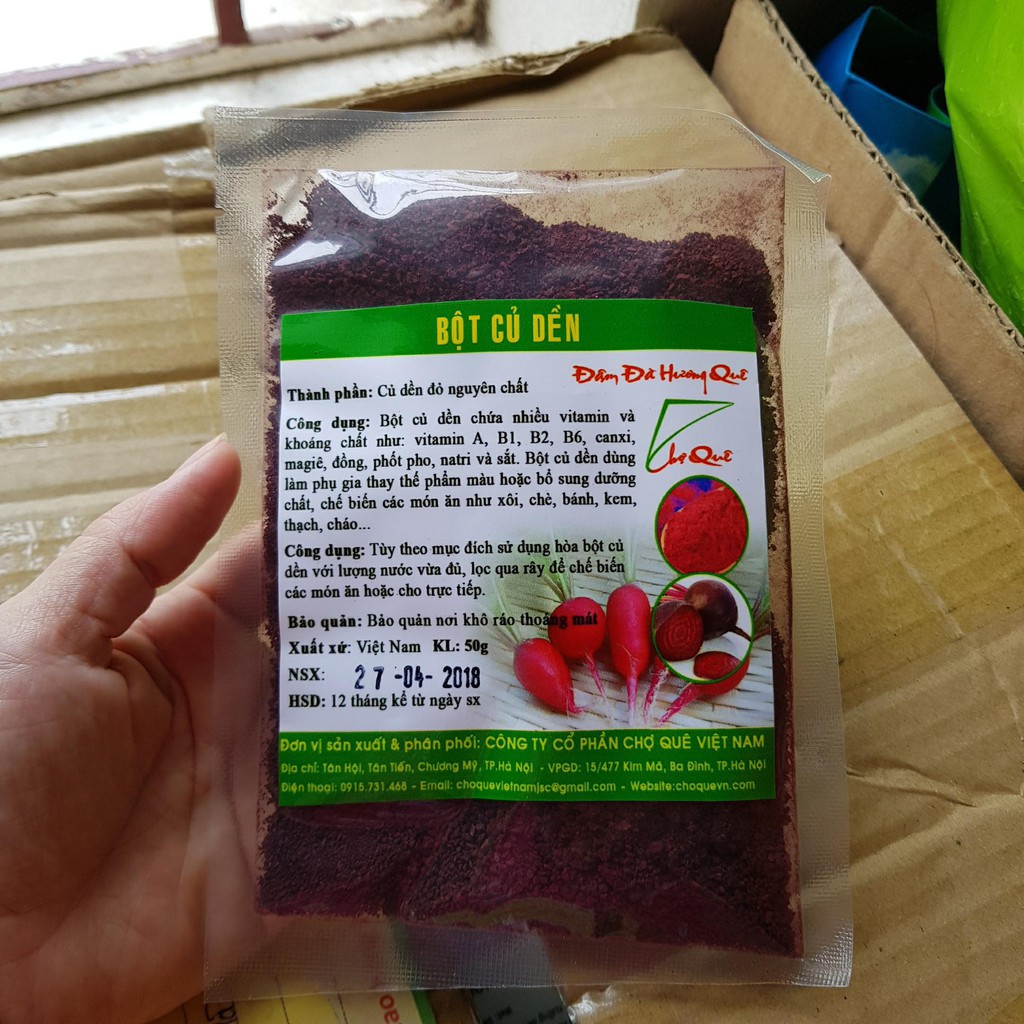 BỘT CỦ DỀN
Đậm Đà Hương Quê
Thành phần: Củ dền đỏ nguyên chất
Công dụng: Bột củ dền chứa nhiều vitamin và
khoáng chất như: vitamin A, B1, B2, B6, canxi,
magiê, đồng, phốt pho, natri và sắt. Bột củ dền dùng
làm phụ gia thay thế phẩm màu hoặc bổ sung dưỡng
chất, chế biến các món ăn như xôi, chè, bánh, kem,
thạch, cháo...
Chợ Quê
Công dụng: Tùy theo mục đích sử dụng hòa bột củ
dền với lượng nước vừa đủ, lọc qua rây để chế biến
các món ăn hoặc cho trực tiếp.
Bảo quản: Bảo quản nơi khô ráo thoáng mát
Xuất xứ: Việt Nam KL: 50g
NSX: 27-04-2018
HSD: 12 tháng kể từ ngày sx
Đơn vị sản xuất & phân phối: CÔNG TY CỔ PHẦN CHỢ QUÊ VIỆT NAM
Địa chỉ: Tân Hội, Tân Tiến, Chương Mỹ, TP.Hà Nội - VPGD: 15/477 Kim Mã, Ba Đình, TP.Hà Nội
Điện thoại: 0915.731.468 - Email: choquevietnamjsc@gmail.com - Website:choquevn.com